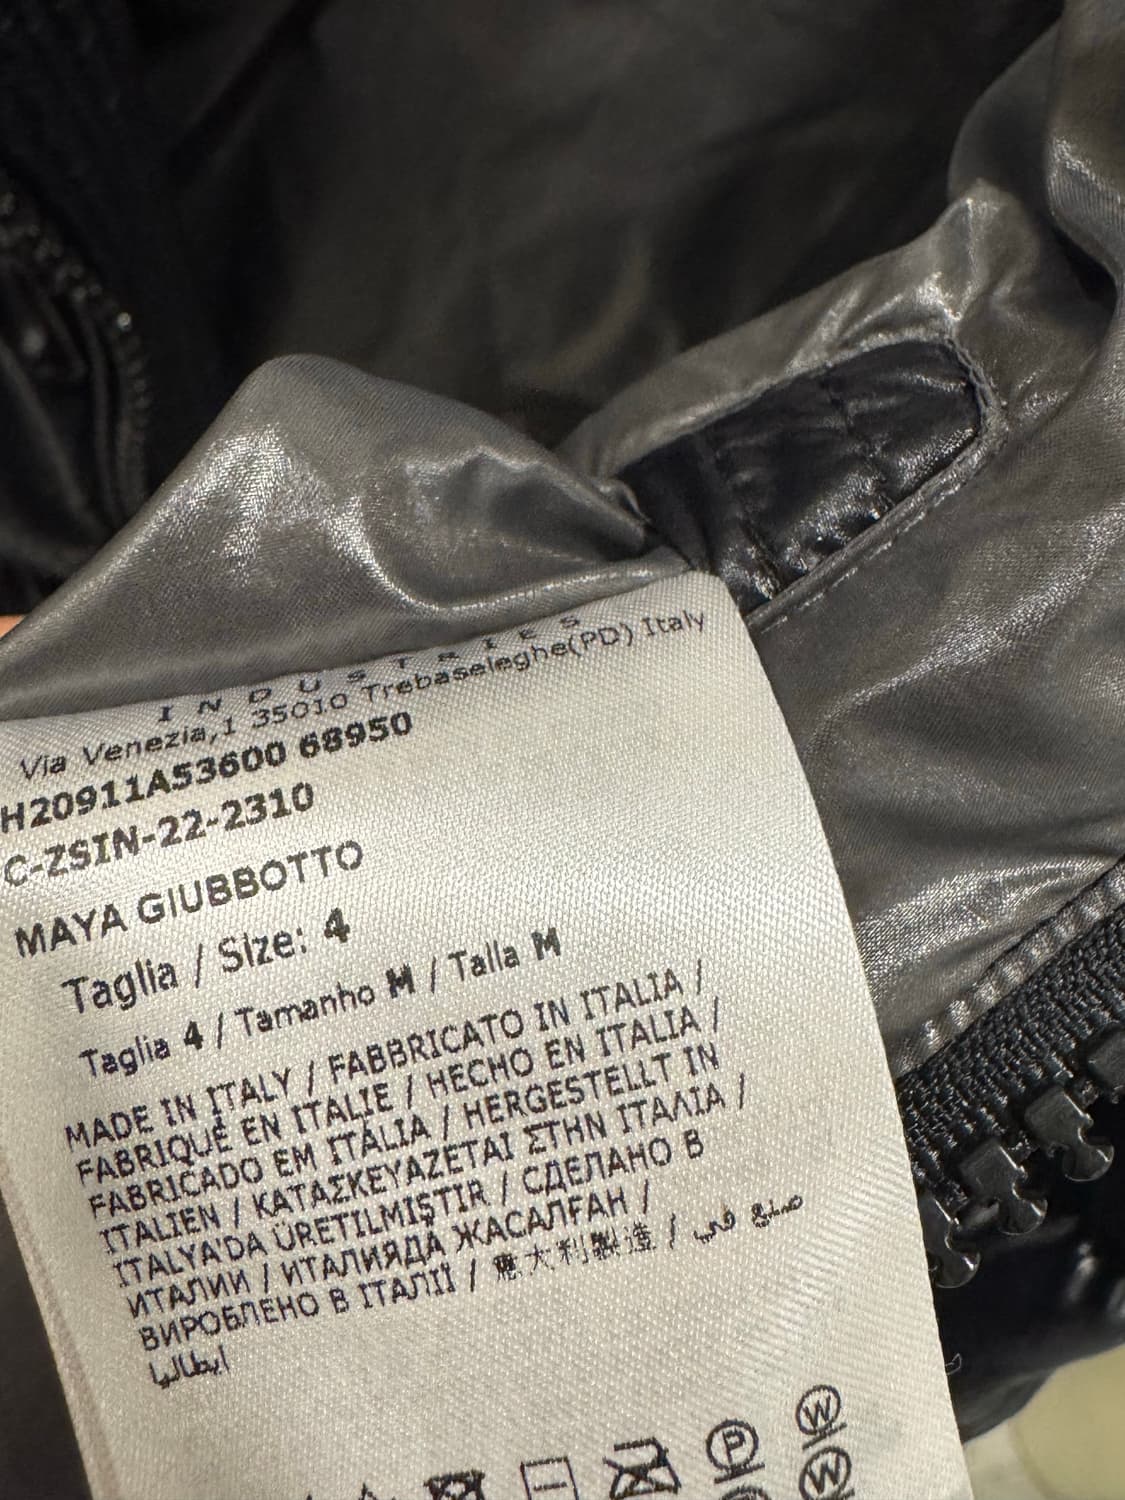 INDUSTRIES
Via Venezia,1 35010 Trebaseleghe(PD) Italy
H20911A53600 68950
C-ZSIN-22-2310
MAYA GIUBBOTTO
Taglia / Size: 4
Taglia 4 / Tamanho M / Talla M
MADE IN ITALY / FABBRICATO IN ITALIA /
FABRIQUÉ EN ITALIE / HECHO EN ITALIA /
FABRICADO EM ITÁLIA / HERGESTELLT IN
ITALIEN / ΚΑΤΑΣΚΕΥΑΖΕΤΑΙ ΣΤΗΝ ΙΤΑΛΙΑ /
ITALYA'DA ÜRETILMIŞTIR / СДЕЛАНО В
ИТАЛИИ / ИТАЛИЯДА ЖАСАЛҒАН /
ВИРОБЛЕНО В ІТАЛІЇ / 意大利製造 / صنع في
ايطاليا
W
P
W